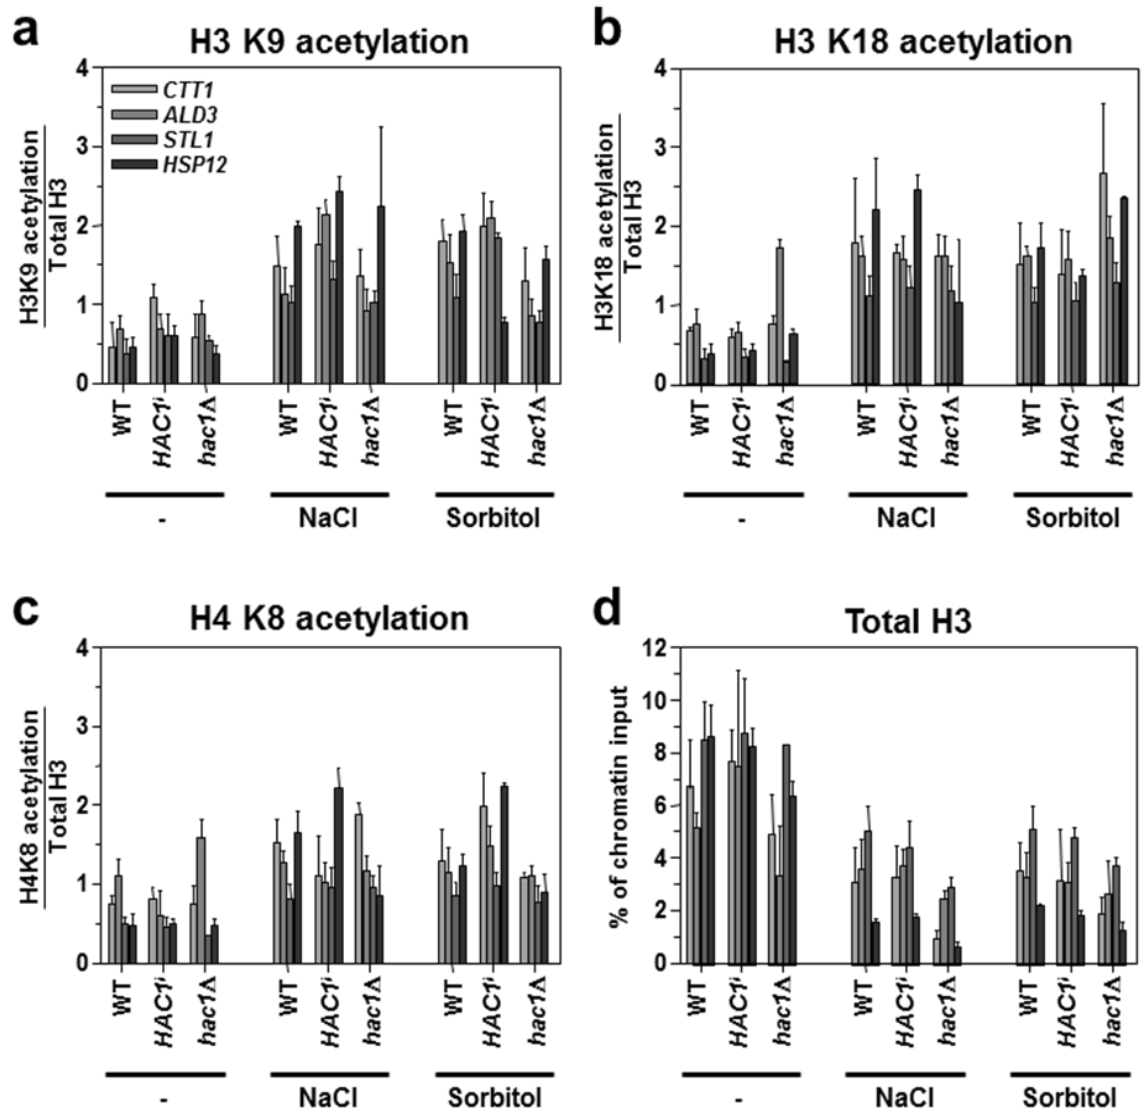 a
H3 K9 acetylation
4
3
2
1
0
H3K9 acetylation
Total H3
CTT1
ALD3
STL1
HSP12
WT
HAC1ⁱ
hac1Δ
WT
HAC1ⁱ
hac1Δ
WT
HAC1ⁱ
hac1Δ
-
NaCl
Sorbitol
b
H3 K18 acetylation
4
3
2
1
0
H3K18 acetylation
Total H3
WT
HAC1ⁱ
hac1Δ
WT
HAC1ⁱ
hac1Δ
WT
HAC1ⁱ
hac1Δ
-
NaCl
Sorbitol
c
H4 K8 acetylation
4
3
2
1
0
H4K8 acetylation
Total H3
WT
HAC1ⁱ
hac1Δ
WT
HAC1ⁱ
hac1Δ
WT
HAC1ⁱ
hac1Δ
-
NaCl
Sorbitol
d
Total H3
12
10
8
6
4
2
0
% of chromatin input
WT
HAC1ⁱ
hac1Δ
WT
HAC1ⁱ
hac1Δ
WT
HAC1ⁱ
hac1Δ
-
NaCl
Sorbitol